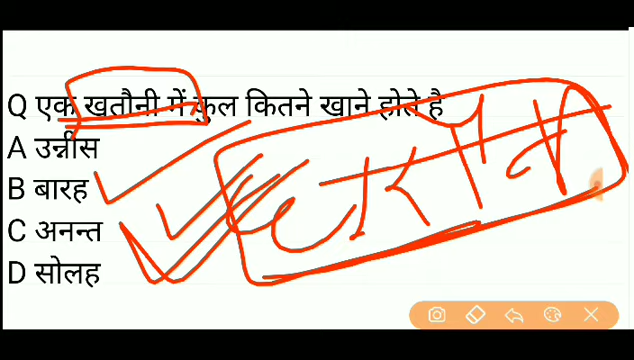 Q एक खतौनी में कुल कितने खाने होते है
A उन्नीस
B बारह
C अनन्त
D सोलह